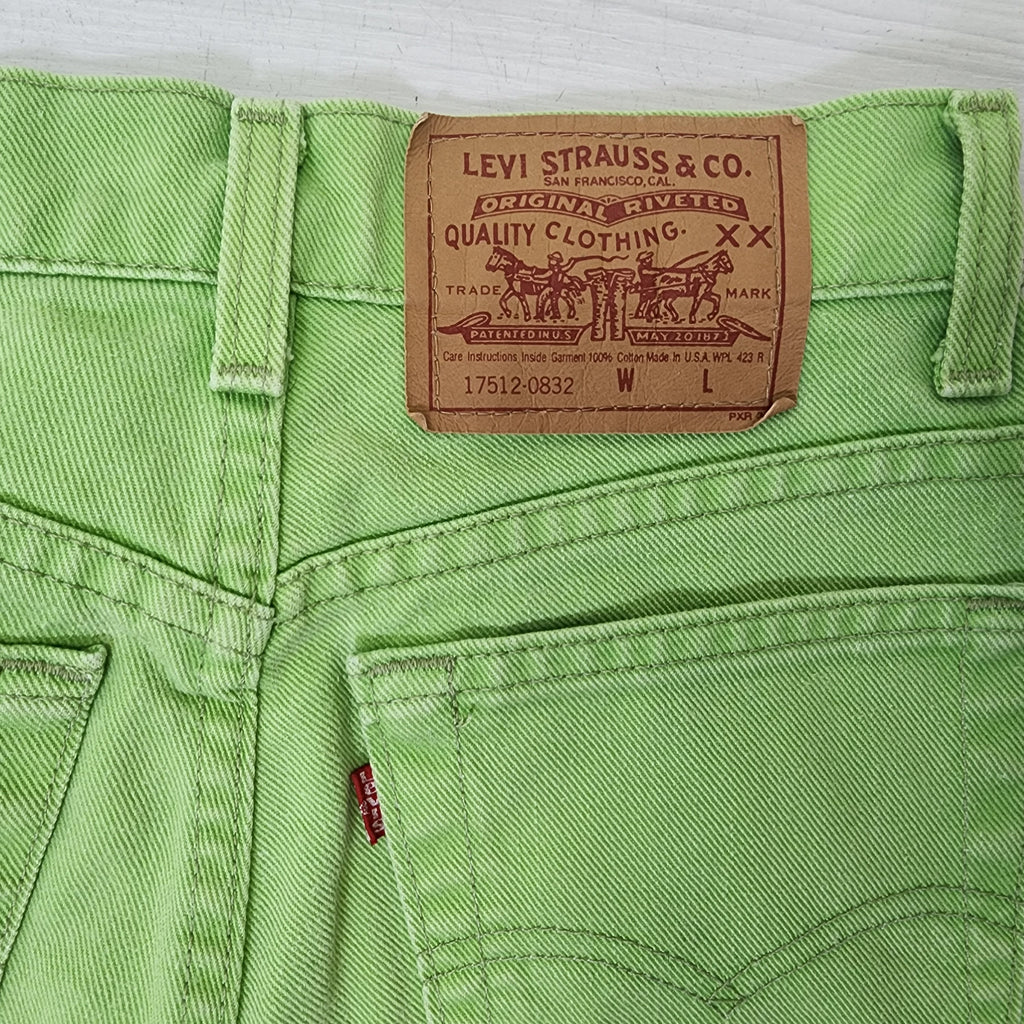 LEVI STRAUSS & CO.
SAN FRANCISCO, CAL.
ORIGINAL RIVETED
QUALITY CLOTHING. XX
TRADE MARK
PATENTED IN U.S MAY 20 1873
Care Instructions Inside Garment 100% Cotton Made In U.S.A. WPL 423 R
17512-0832 W L
PXR
LEVI'S